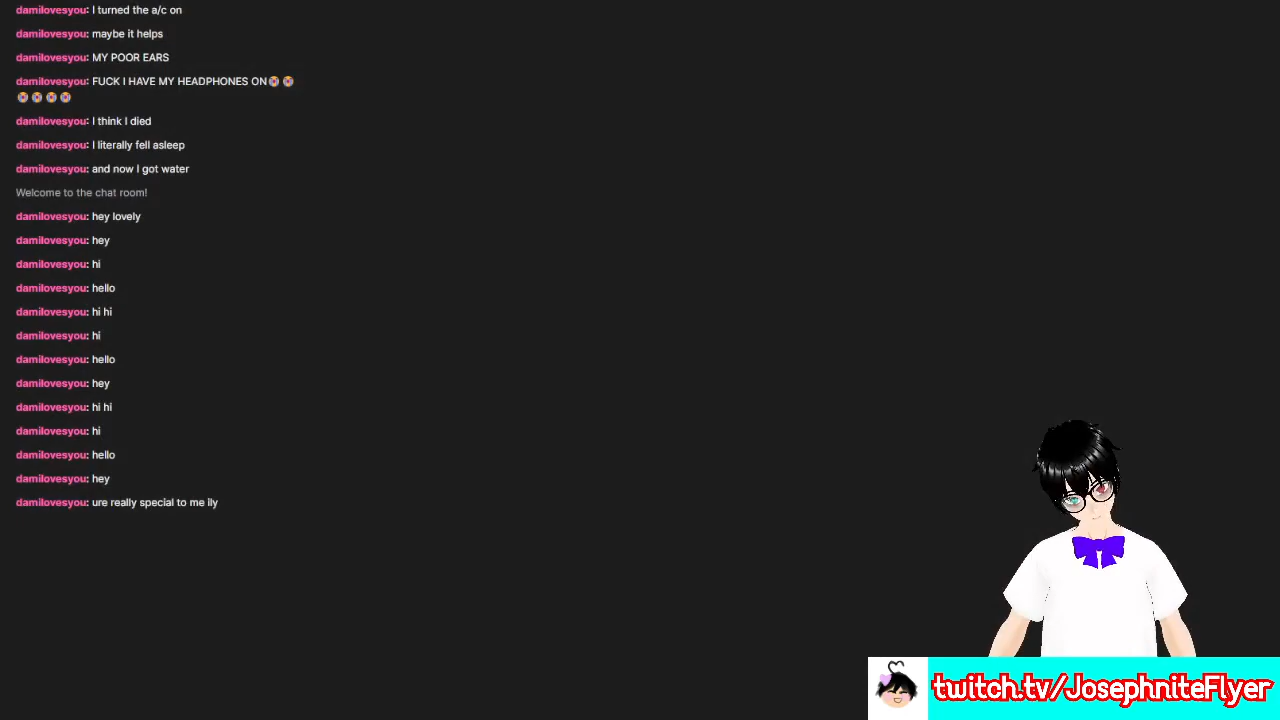 damilovesyou: I turned the a/c on
damilovesyou: maybe it helps
damilovesyou: MY POOR EARS
damilovesyou: FUCK I HAVE MY HEADPHONES ON😭😭
😭😭😭😭
damilovesyou: I think I died
damilovesyou: I literally fell asleep
damilovesyou: and now I got water
Welcome to the chat room!
damilovesyou: hey lovely
damilovesyou: hey
damilovesyou: hi
damilovesyou: hello
damilovesyou: hi hi
damilovesyou: hi
damilovesyou: hello
damilovesyou: hey
damilovesyou: hi hi
damilovesyou: hi
damilovesyou: hello
damilovesyou: hey
damilovesyou: ure really special to me ily
twitch.tv/JosephniteFlyer